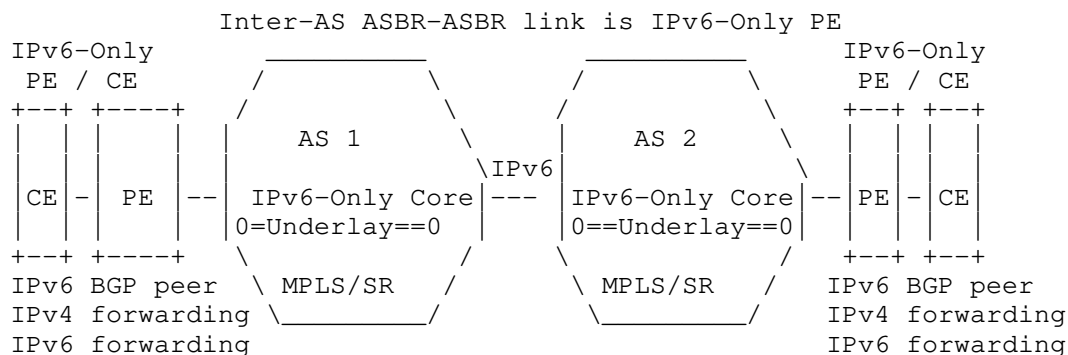 Inter-AS ASBR-ASBR link is IPv6-Only PE
IPv6-Only                                    IPv6-Only
PE / CE                                      PE / CE
AS 1            AS 2
IPv6
CE - PE -- IPv6-Only Core --- IPv6-Only Core -- PE - CE
0=Underlay==0   0==Underlay==0
MPLS/SR         MPLS/SR
IPv6 BGP peer                                IPv6 BGP peer
IPv4 forwarding                              IPv4 forwarding
IPv6 forwarding                              IPv6 forwarding